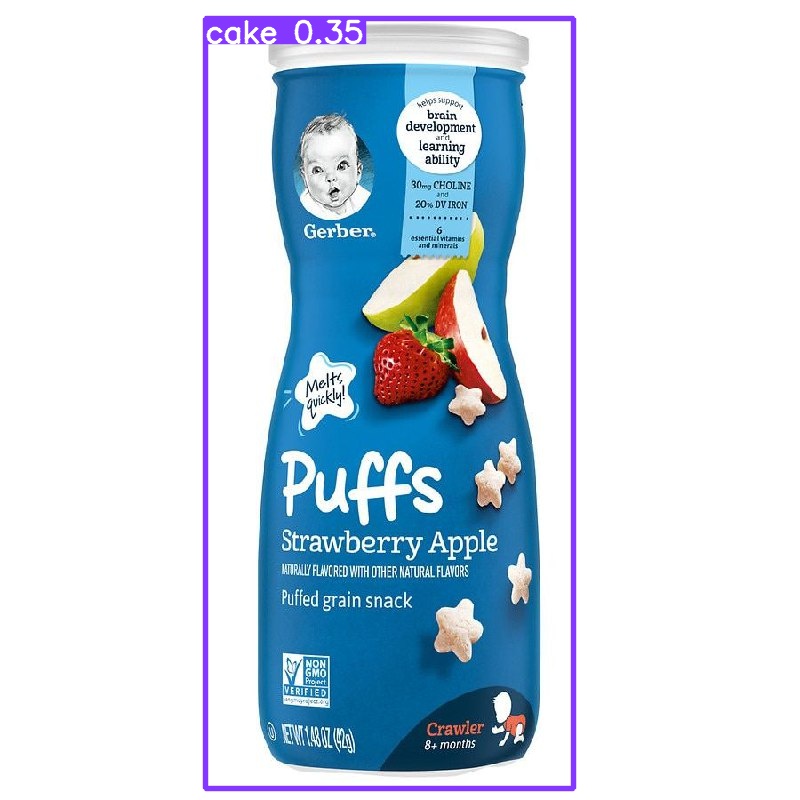 cake 0.35
helps support
brain
development
and
learning
ability
30mg CHOLINE
and
20% DV IRON
6
essential vitamins
and minerals
Gerber®
Melts
quickly!
Puffs
Strawberry Apple
NATURALLY FLAVORED WITH OTHER NATURAL FLAVORS
Puffed grain snack
NON
GMO
Project
VERIFIED
nongmoproject.org
U NET WT 1.48 OZ (42g)
Crawler
8+ months